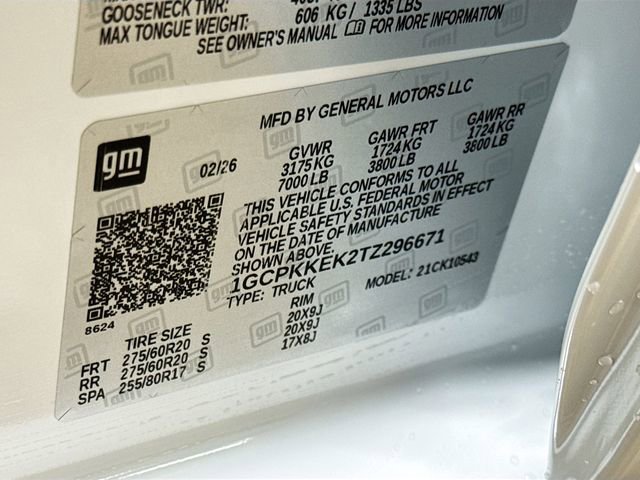 GOOSENECK TWR:
606 KG / 1335 LBS
MAX TONGUE WEIGHT:
SEE OWNER'S MANUAL FOR MORE INFORMATION
MFD BY GENERAL MOTORS LLC
gm
02/26
GVWR GAWR FRT GAWR RR
3175 KG 1724 KG 1724 KG
7000 LB 3800 LB 3800 LB
THIS VEHICLE CONFORMS TO ALL
APPLICABLE U.S. FEDERAL MOTOR
VEHICLE SAFETY STANDARDS IN EFFECT
ON THE DATE OF MANUFACTURE
SHOWN ABOVE
1GCPKKEK2TZ296671
TYPE: TRUCK MODEL: 21CK10543
8624
TIRE SIZE RIM
FRT 275/60R20 S 20X9J
RR 275/60R20 S 20X9J
SPA 255/80R17 S 17X8J